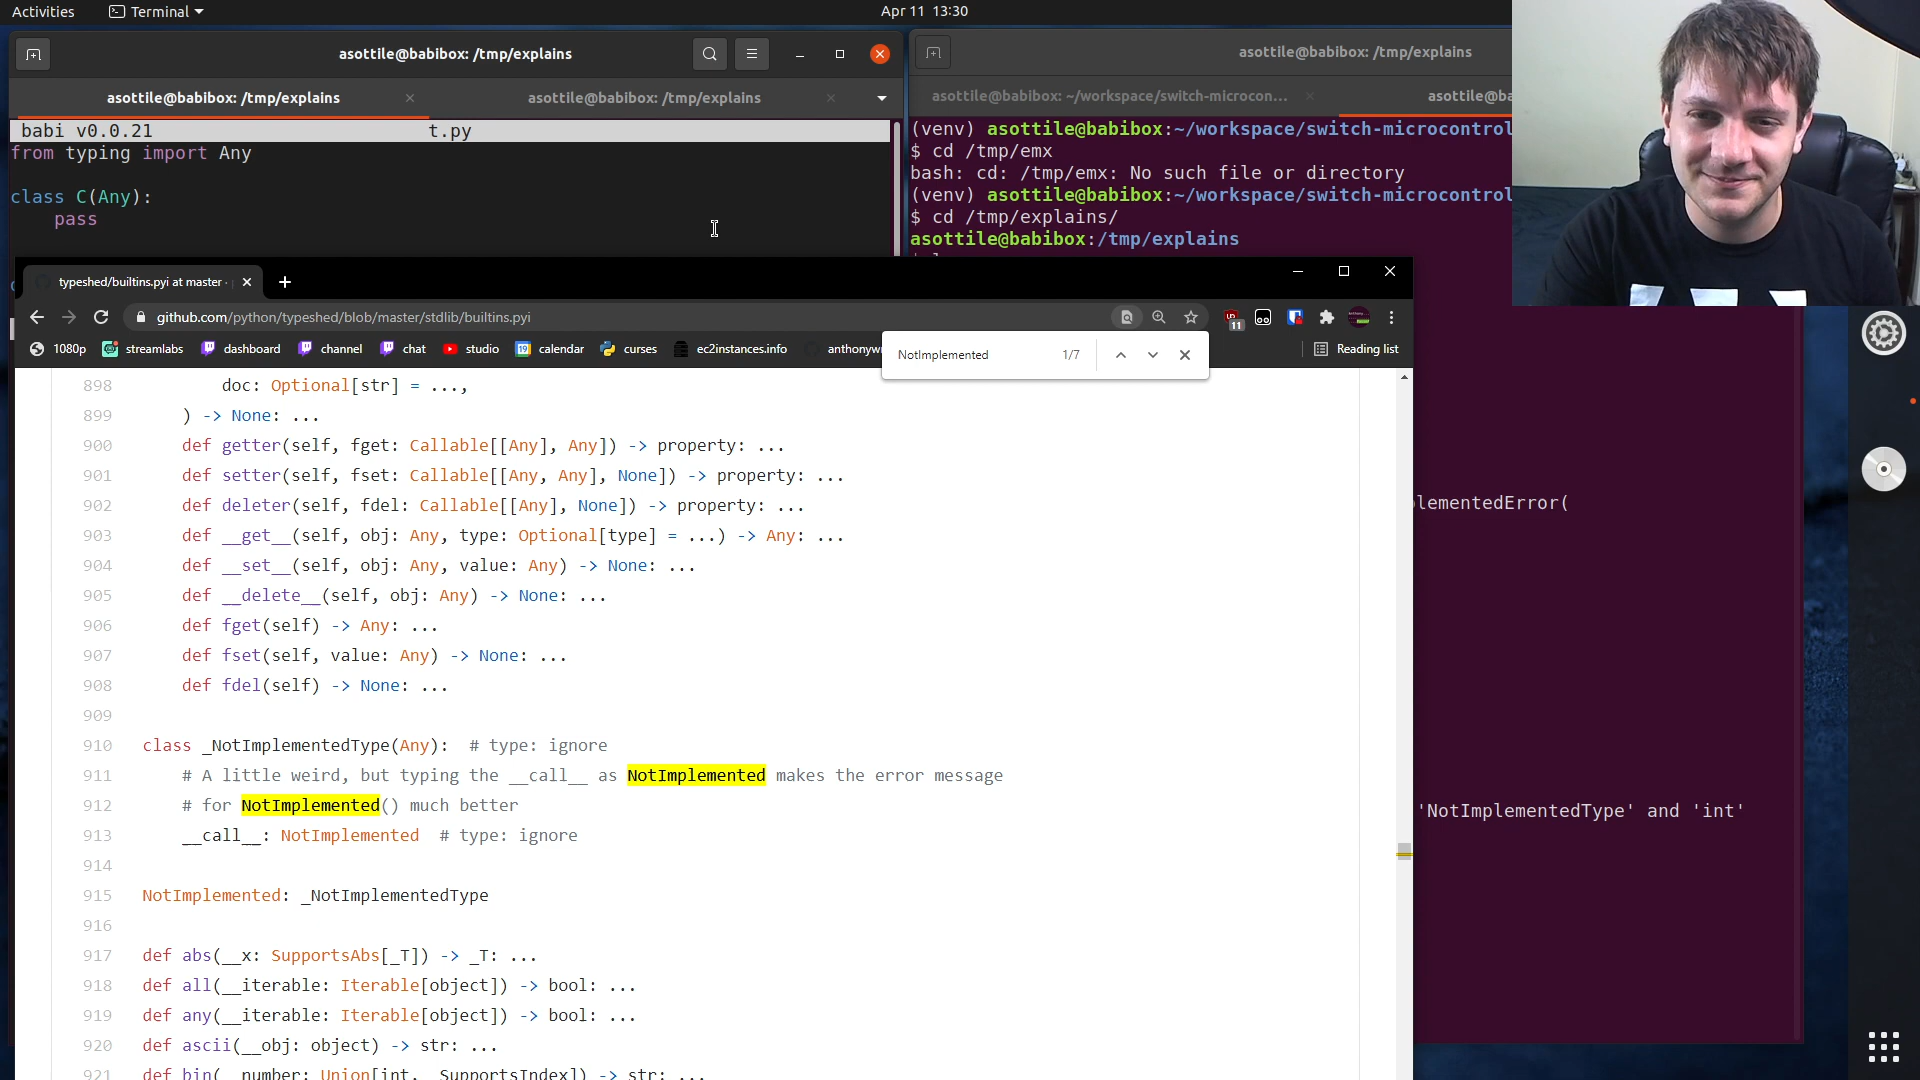 Activities
Terminal
Apr 11 13:30
asottile@babibox: /tmp/explains
asottile@babibox: /tmp/explains
asottile@babibox: /tmp/explains
babi v0.0.21 t.py
from typing import Any
class C(Any):
    pass
asottile@babibox: /tmp/explains
asottile@babibox: ~/workspace/switch-microcon...
asottile@ba
(venv) asottile@babibox:~/workspace/switch-microcontrol
$ cd /tmp/emx
bash: cd: /tmp/emx: No such file or directory
(venv) asottile@babibox:~/workspace/switch-microcontrol
$ cd /tmp/explains/
asottile@babibox:/tmp/explains
typeshed/builtins.pyi at master ·
github.com/python/typeshed/blob/master/stdlib/builtins.pyi
11
1080p streamlabs dashboard channel chat studio calendar curses ec2instances.info anthonyw
Reading list
NotImplemented 1/7
898 doc: Optional[str] = ...,
899 ) -> None: ...
900 def getter(self, fget: Callable[[Any], Any]) -> property: ...
901 def setter(self, fset: Callable[[Any, Any], None]) -> property: ...
902 def deleter(self, fdel: Callable[[Any], None]) -> property: ...
903 def __get__(self, obj: Any, type: Optional[type] = ...) -> Any: ...
904 def __set__(self, obj: Any, value: Any) -> None: ...
905 def __delete__(self, obj: Any) -> None: ...
906 def fget(self) -> Any: ...
907 def fset(self, value: Any) -> None: ...
908 def fdel(self) -> None: ...
909
910 class _NotImplementedType(Any):  # type: ignore
911 # A little weird, but typing the __call__ as NotImplemented makes the error message
912 # for NotImplemented() much better
913 __call__: NotImplemented  # type: ignore
914
915 NotImplemented: _NotImplementedType
916
917 def abs(__x: SupportsAbs[_T]) -> _T: ...
918 def all(__iterable: Iterable[object]) -> bool: ...
919 def any(__iterable: Iterable[object]) -> bool: ...
920 def ascii(__obj: object) -> str: ...
921 def bin(__number: Union[int, _SupportsIndex]) -> str: ...
lementedError(
'NotImplementedType' and 'int'